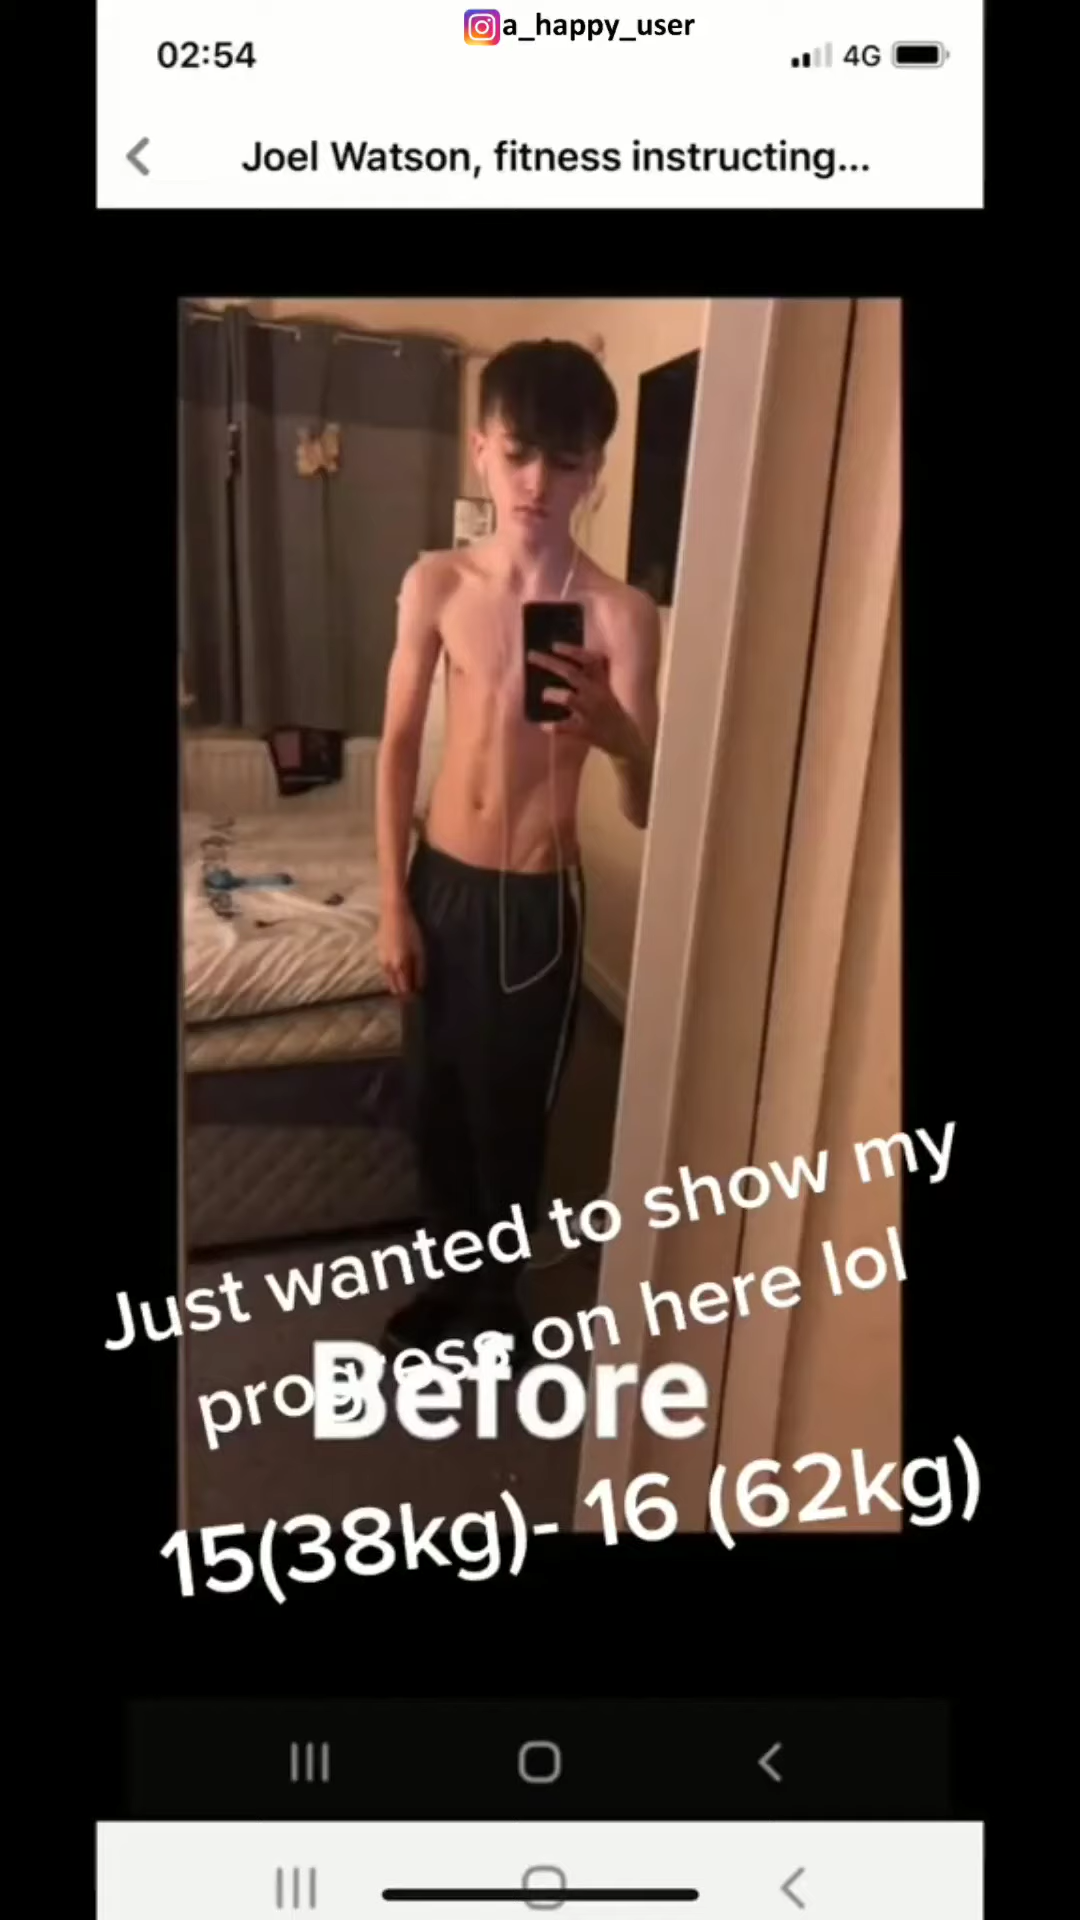 a_happy_user
02:54
4G
Joel Watson, fitness instructing...
Just wanted to show my
progress on here lol
Before
15(38kg)- 16 (62kg)